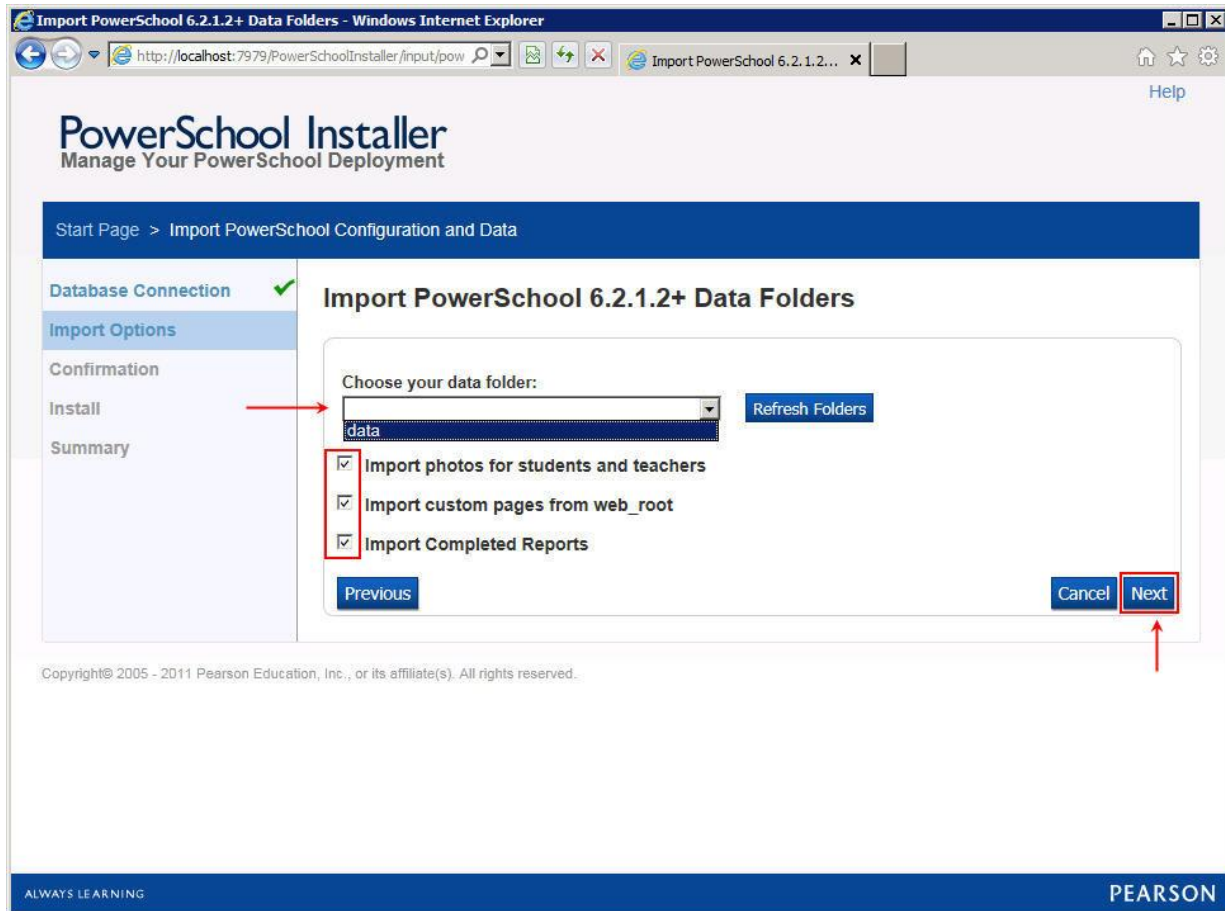 Import PowerSchool 6.2.1.2+ Data Folders - Windows Internet Explorer
http://localhost:7979/PowerSchoolInstaller/input/pow
Import PowerSchool 6.2.1.2...
Help
PowerSchool Installer
Manage Your PowerSchool Deployment
Start Page > Import PowerSchool Configuration and Data
Database Connection
Import Options
Confirmation
Install
Summary
Import PowerSchool 6.2.1.2+ Data Folders
Choose your data folder:
Refresh Folders
data
Import photos for students and teachers
Import custom pages from web_root
Import Completed Reports
Previous
Cancel
Next
Copyright© 2005 - 2011 Pearson Education, Inc., or its affiliate(s). All rights reserved.
ALWAYS LEARNING
PEARSON